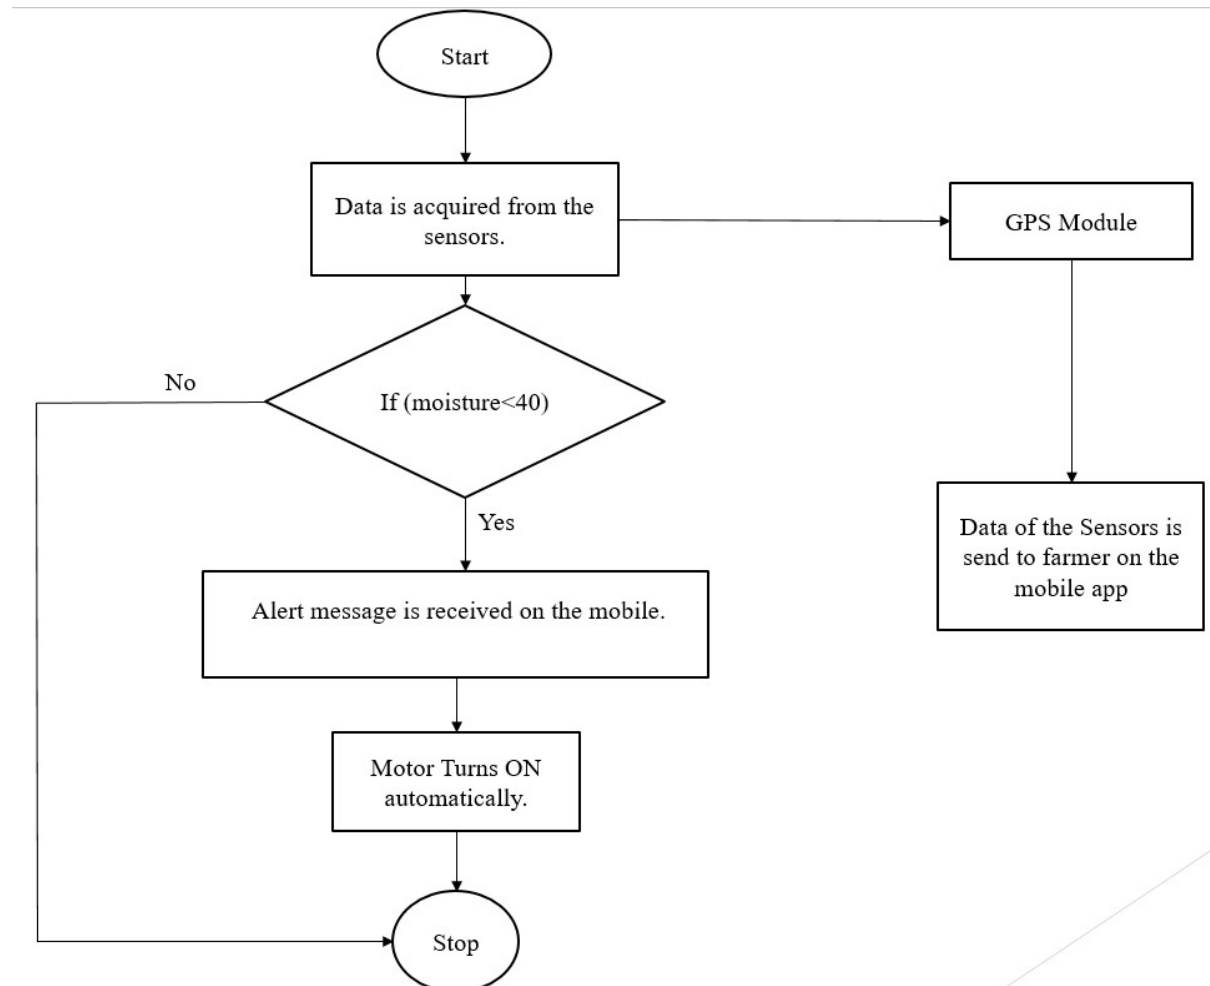 Start
Data is acquired from the
sensors.
GPS Module
No
If (moisture<40)
Yes
Data of the Sensors is
send to farmer on the
mobile app
Alert message is received on the mobile.
Motor Turns ON
automatically.
Stop